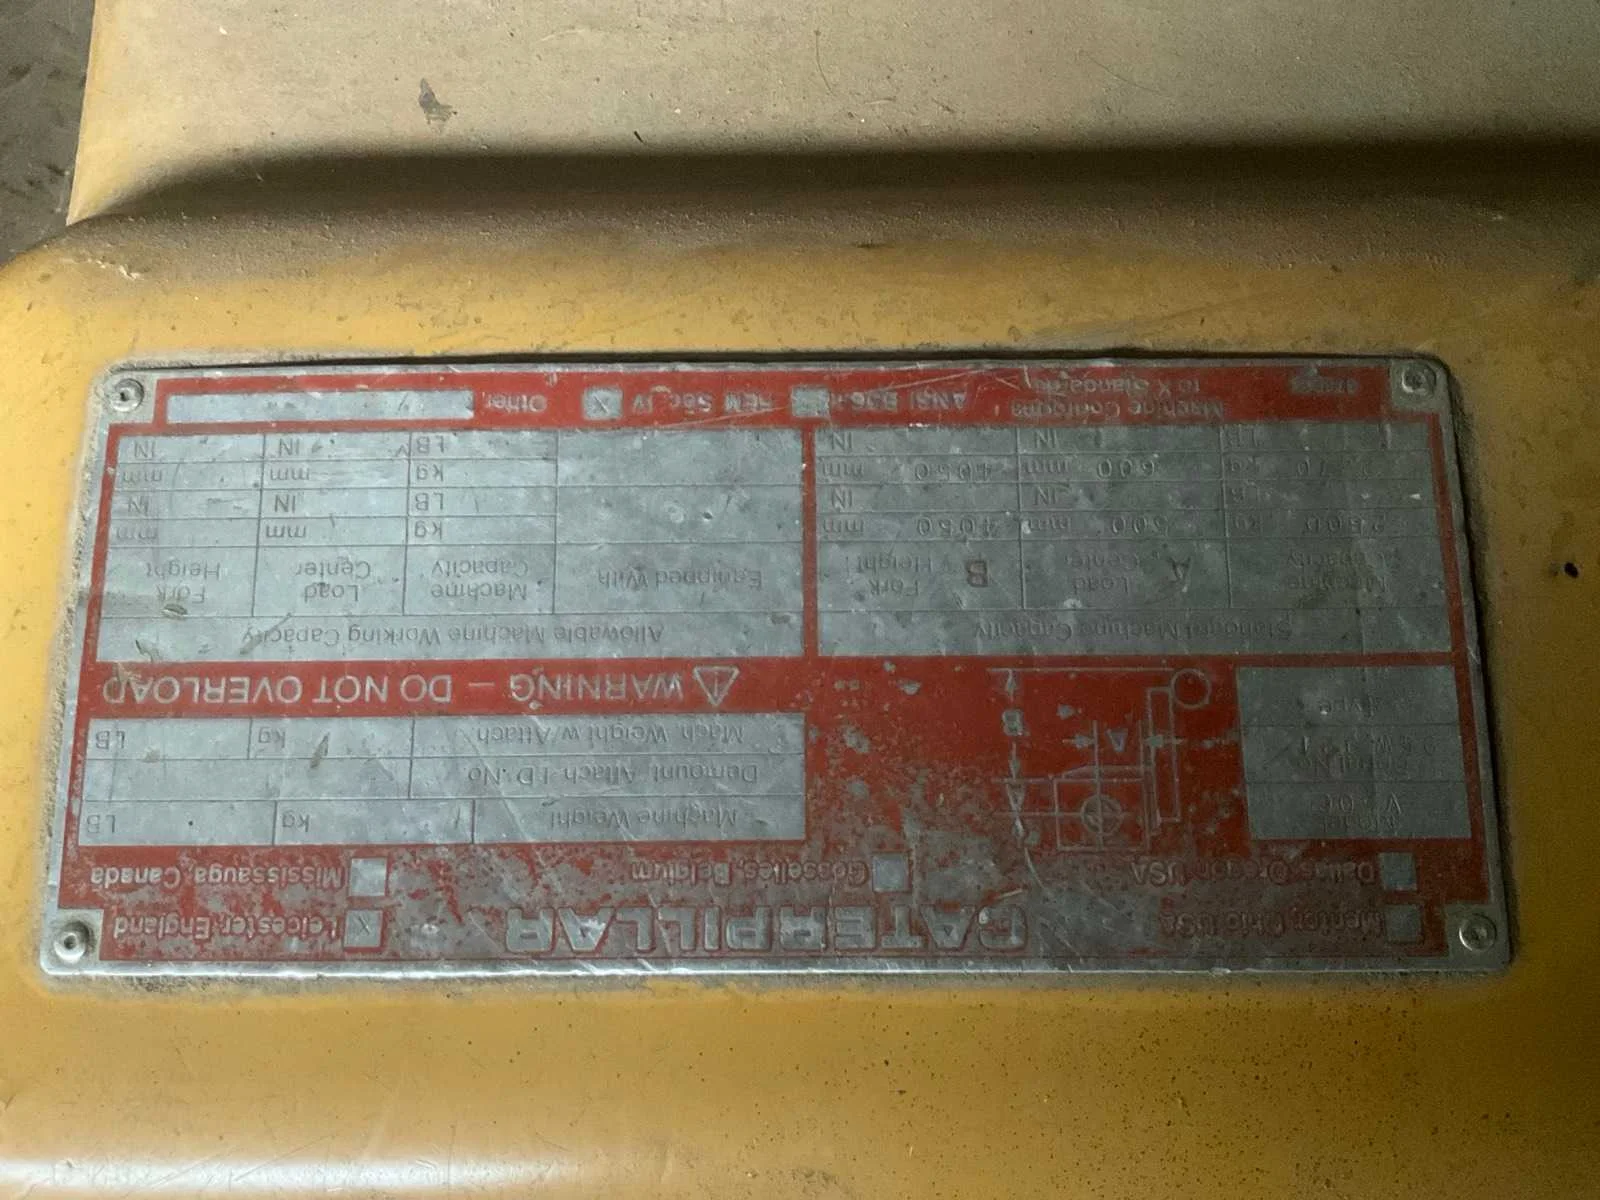 Mentor, Ohio USA CATERPILLAR X Leicester, England
Dallas, Oregon USA Gosselies, Belgium Mississauga, Canada
Model
Serial No.
Type
A
B
Machine Weight kg LB
Demount. Attach. I.D. No.
Mach. Weight w/Attach. kg LB
⚠ WARNING – DO NOT OVERLOAD
Standard Machine Capacity
Machine Capacity A Load Center B Fork Height
2500 kg 500 mm 4050 mm
LB IN IN
kg 600 mm 4050 mm
LB IN IN
Allowable Machine Working Capacity
Equipped With Machine Capacity Load Center Fork Height
kg mm mm
LB IN IN
kg mm mm
LB IN IN
Machine Conforms
to X Standards ANSI B56.1 FEM Sec. IV X Other,